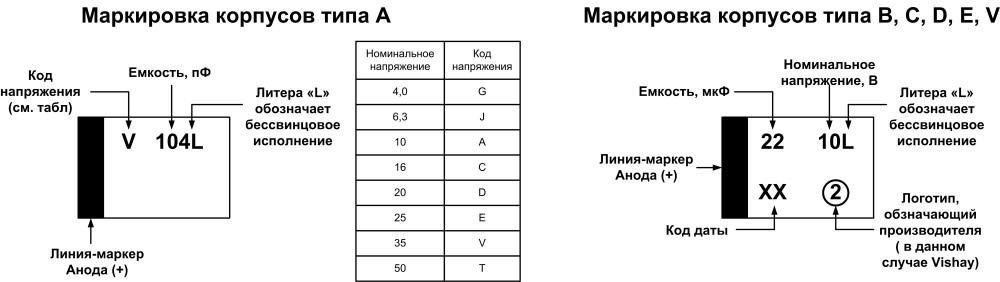 Маркировка корпусов типа А
Код
напряжения
(см. табл)
Емкость, пФ
Литера «L»
обозначает
бессвинцовое
исполнение
V 104L
Линия-маркер
Анода (+)
Номинальное напряжение Код напряжения
4,0 G
6,3 J
10 A
16 C
20 D
25 E
35 V
50 T
Маркировка корпусов типа B, C, D, E, V
Емкость, мкФ
Номинальное
напряжение, В
Литера «L»
обозначает
бессвинцовое
исполнение
22 10L
Линия-маркер
Анода (+)
XX 2
Код даты
Логотип,
обзначающий
производителя
( в данном
случае Vishay)